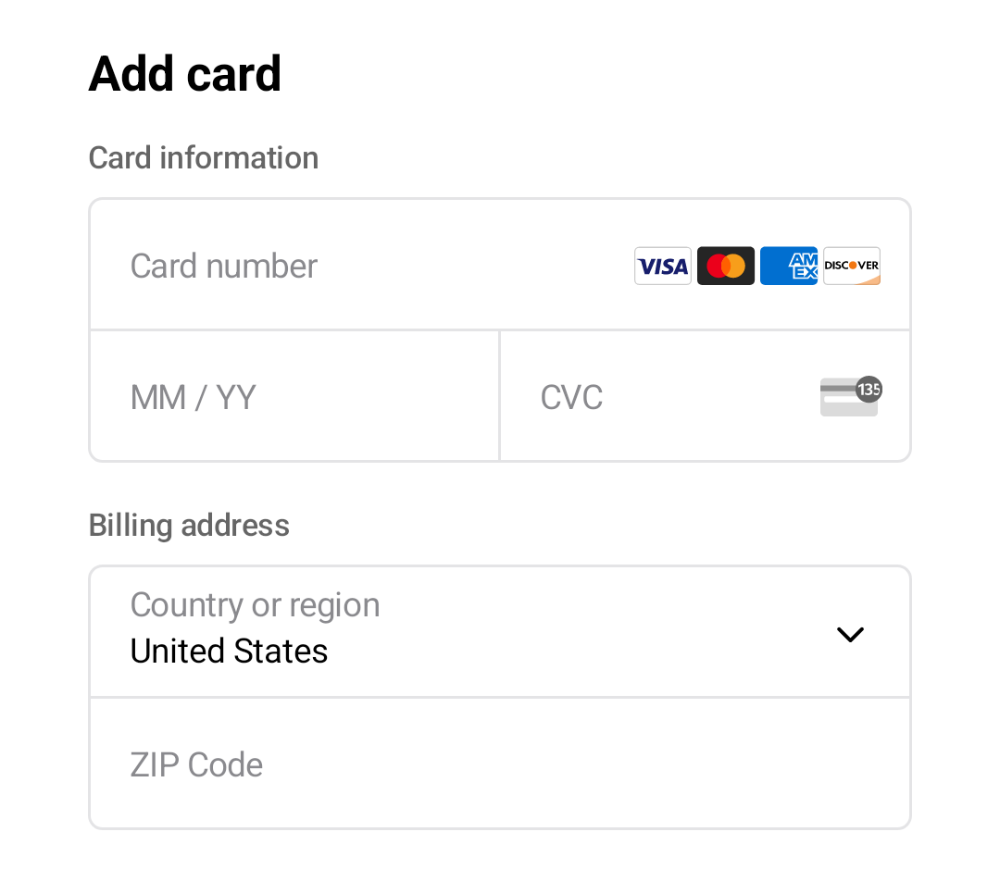 Add card
Card information
Card number VISA AM EX DISCOVER
MM / YY CVC 135
Billing address
Country or region
United States
ZIP Code